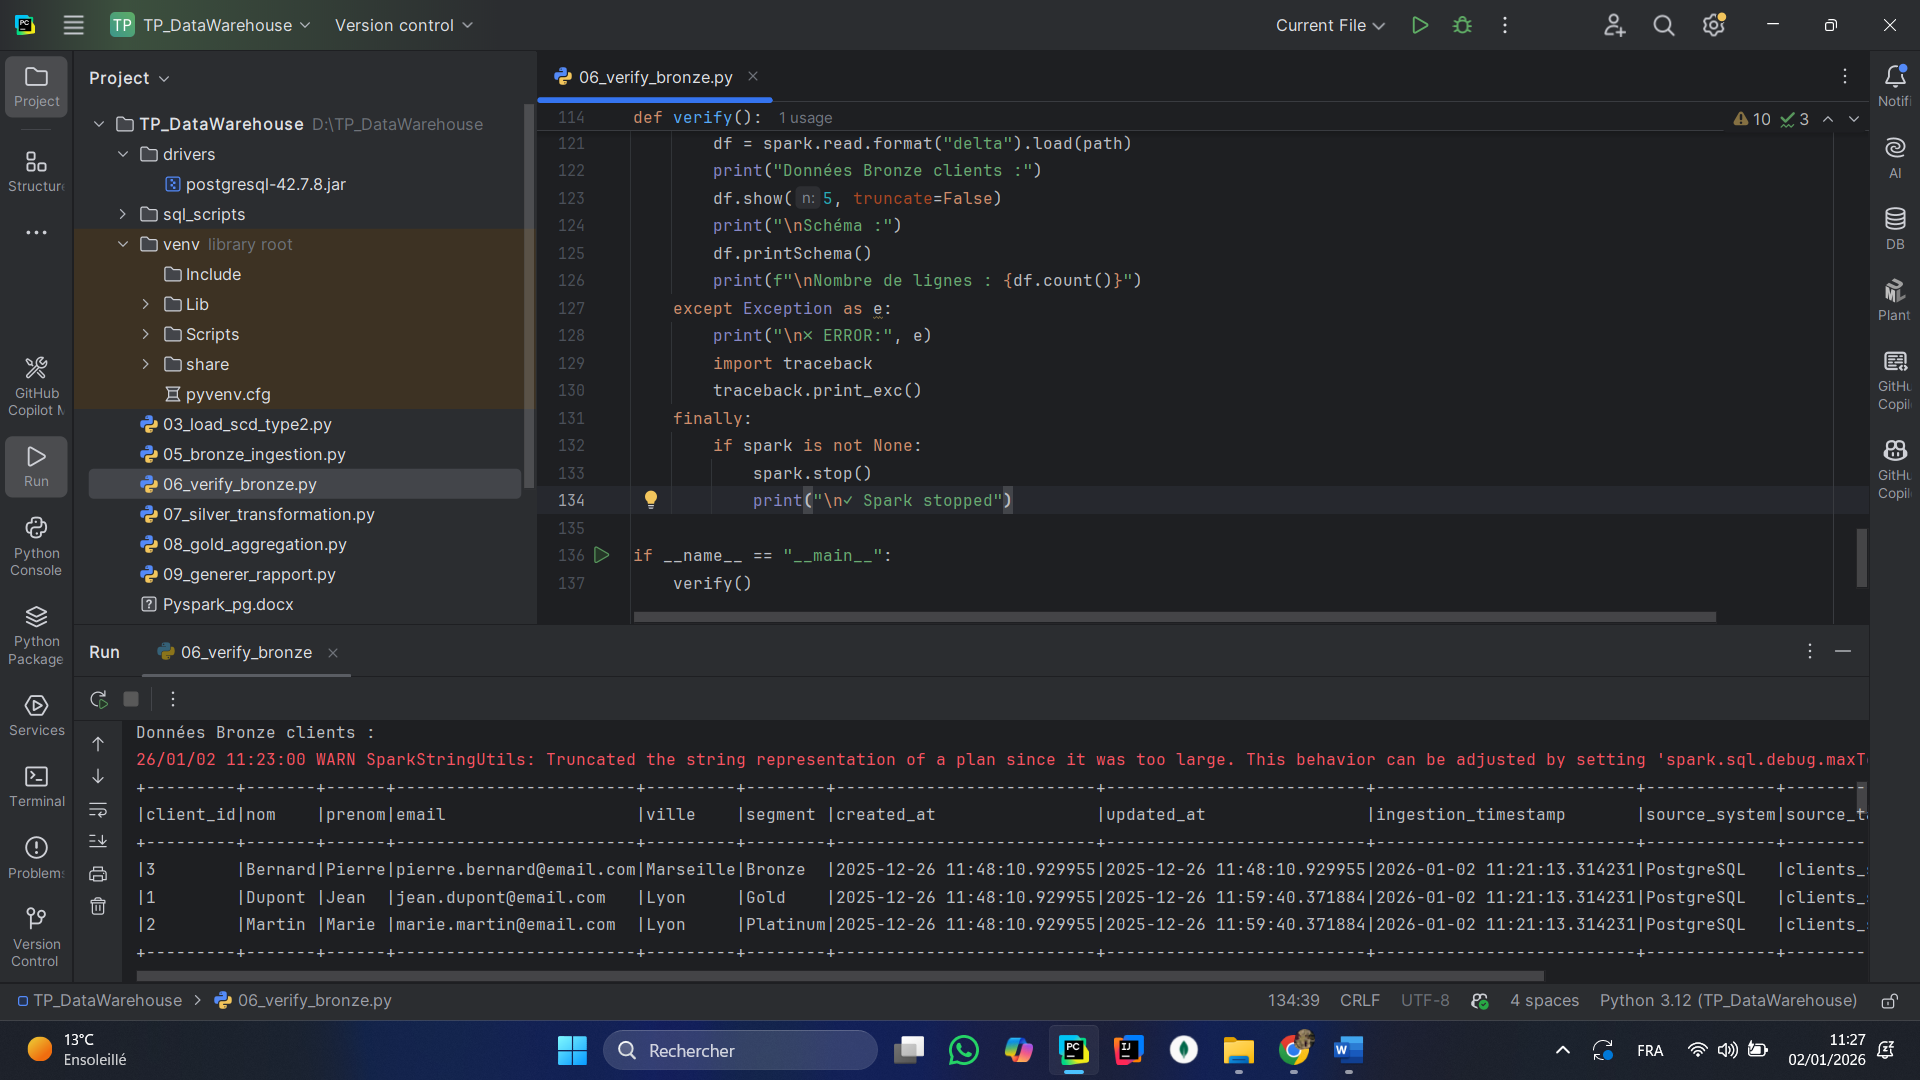 TP TP_DataWarehouse Version control Current File
Project
Structure
GitHub
Copilot M
Run
Python
Console
Python
Package
Services
Terminal
Problems
Version
Control
Project
TP_DataWarehouse D:\TP_DataWarehouse
drivers
postgresql-42.7.8.jar
sql_scripts
venv library root
Include
Lib
Scripts
share
pyvenv.cfg
03_load_scd_type2.py
05_bronze_ingestion.py
06_verify_bronze.py
07_silver_transformation.py
08_gold_aggregation.py
09_generer_rapport.py
Pyspark_pg.docx
06_verify_bronze.py
114 def verify(): 1 usage
10 3
121 df = spark.read.format("delta").load(path)
122 print("Données Bronze clients :")
123 df.show( n: 5, truncate=False)
124 print("\nSchéma :")
125 df.printSchema()
126 print(f"\nNombre de lignes : {df.count()}")
127 except Exception as e:
128 print("\n× ERROR:", e)
129 import traceback
130 traceback.print_exc()
131 finally:
132 if spark is not None:
133 spark.stop()
134 print("\n✓ Spark stopped")
135
136 if __name__ == "__main__":
137 verify()
Notifi
AI
DB
Plant
GitHu
Copil
GitHu
Copil
Run 06_verify_bronze
Données Bronze clients :
26/01/02 11:23:00 WARN SparkStringUtils: Truncated the string representation of a plan since it was too large. This behavior can be adjusted by setting 'spark.sql.debug.maxT
+---------+-------+------+------------------------+---------+--------+--------------------------+--------------------------+--------------------------+-------------+--------
|client_id|nom    |prenom|email                   |ville    |segment |created_at                |updated_at                |ingestion_timestamp       |source_system|source_t
+---------+-------+------+------------------------+---------+--------+--------------------------+--------------------------+--------------------------+-------------+--------
|3        |Bernard|Pierre|pierre.bernard@email.com|Marseille|Bronze  |2025-12-26 11:48:10.929955|2025-12-26 11:48:10.929955|2026-01-02 11:21:13.314231|PostgreSQL   |clients_
|1        |Dupont |Jean  |jean.dupont@email.com   |Lyon     |Gold    |2025-12-26 11:48:10.929955|2025-12-26 11:59:40.371884|2026-01-02 11:21:13.314231|PostgreSQL   |clients_
|2        |Martin |Marie |marie.martin@email.com  |Lyon     |Platinum|2025-12-26 11:48:10.929955|2025-12-26 11:59:40.371884|2026-01-02 11:21:13.314231|PostgreSQL   |clients_
+---------+-------+------+------------------------+---------+--------+--------------------------+--------------------------+--------------------------+-------------+--------
TP_DataWarehouse > 06_verify_bronze.py 134:39 CRLF UTF-8 4 spaces Python 3.12 (TP_DataWarehouse)
13°C
Ensoleillé
Rechercher
FRA
11:27
02/01/2026